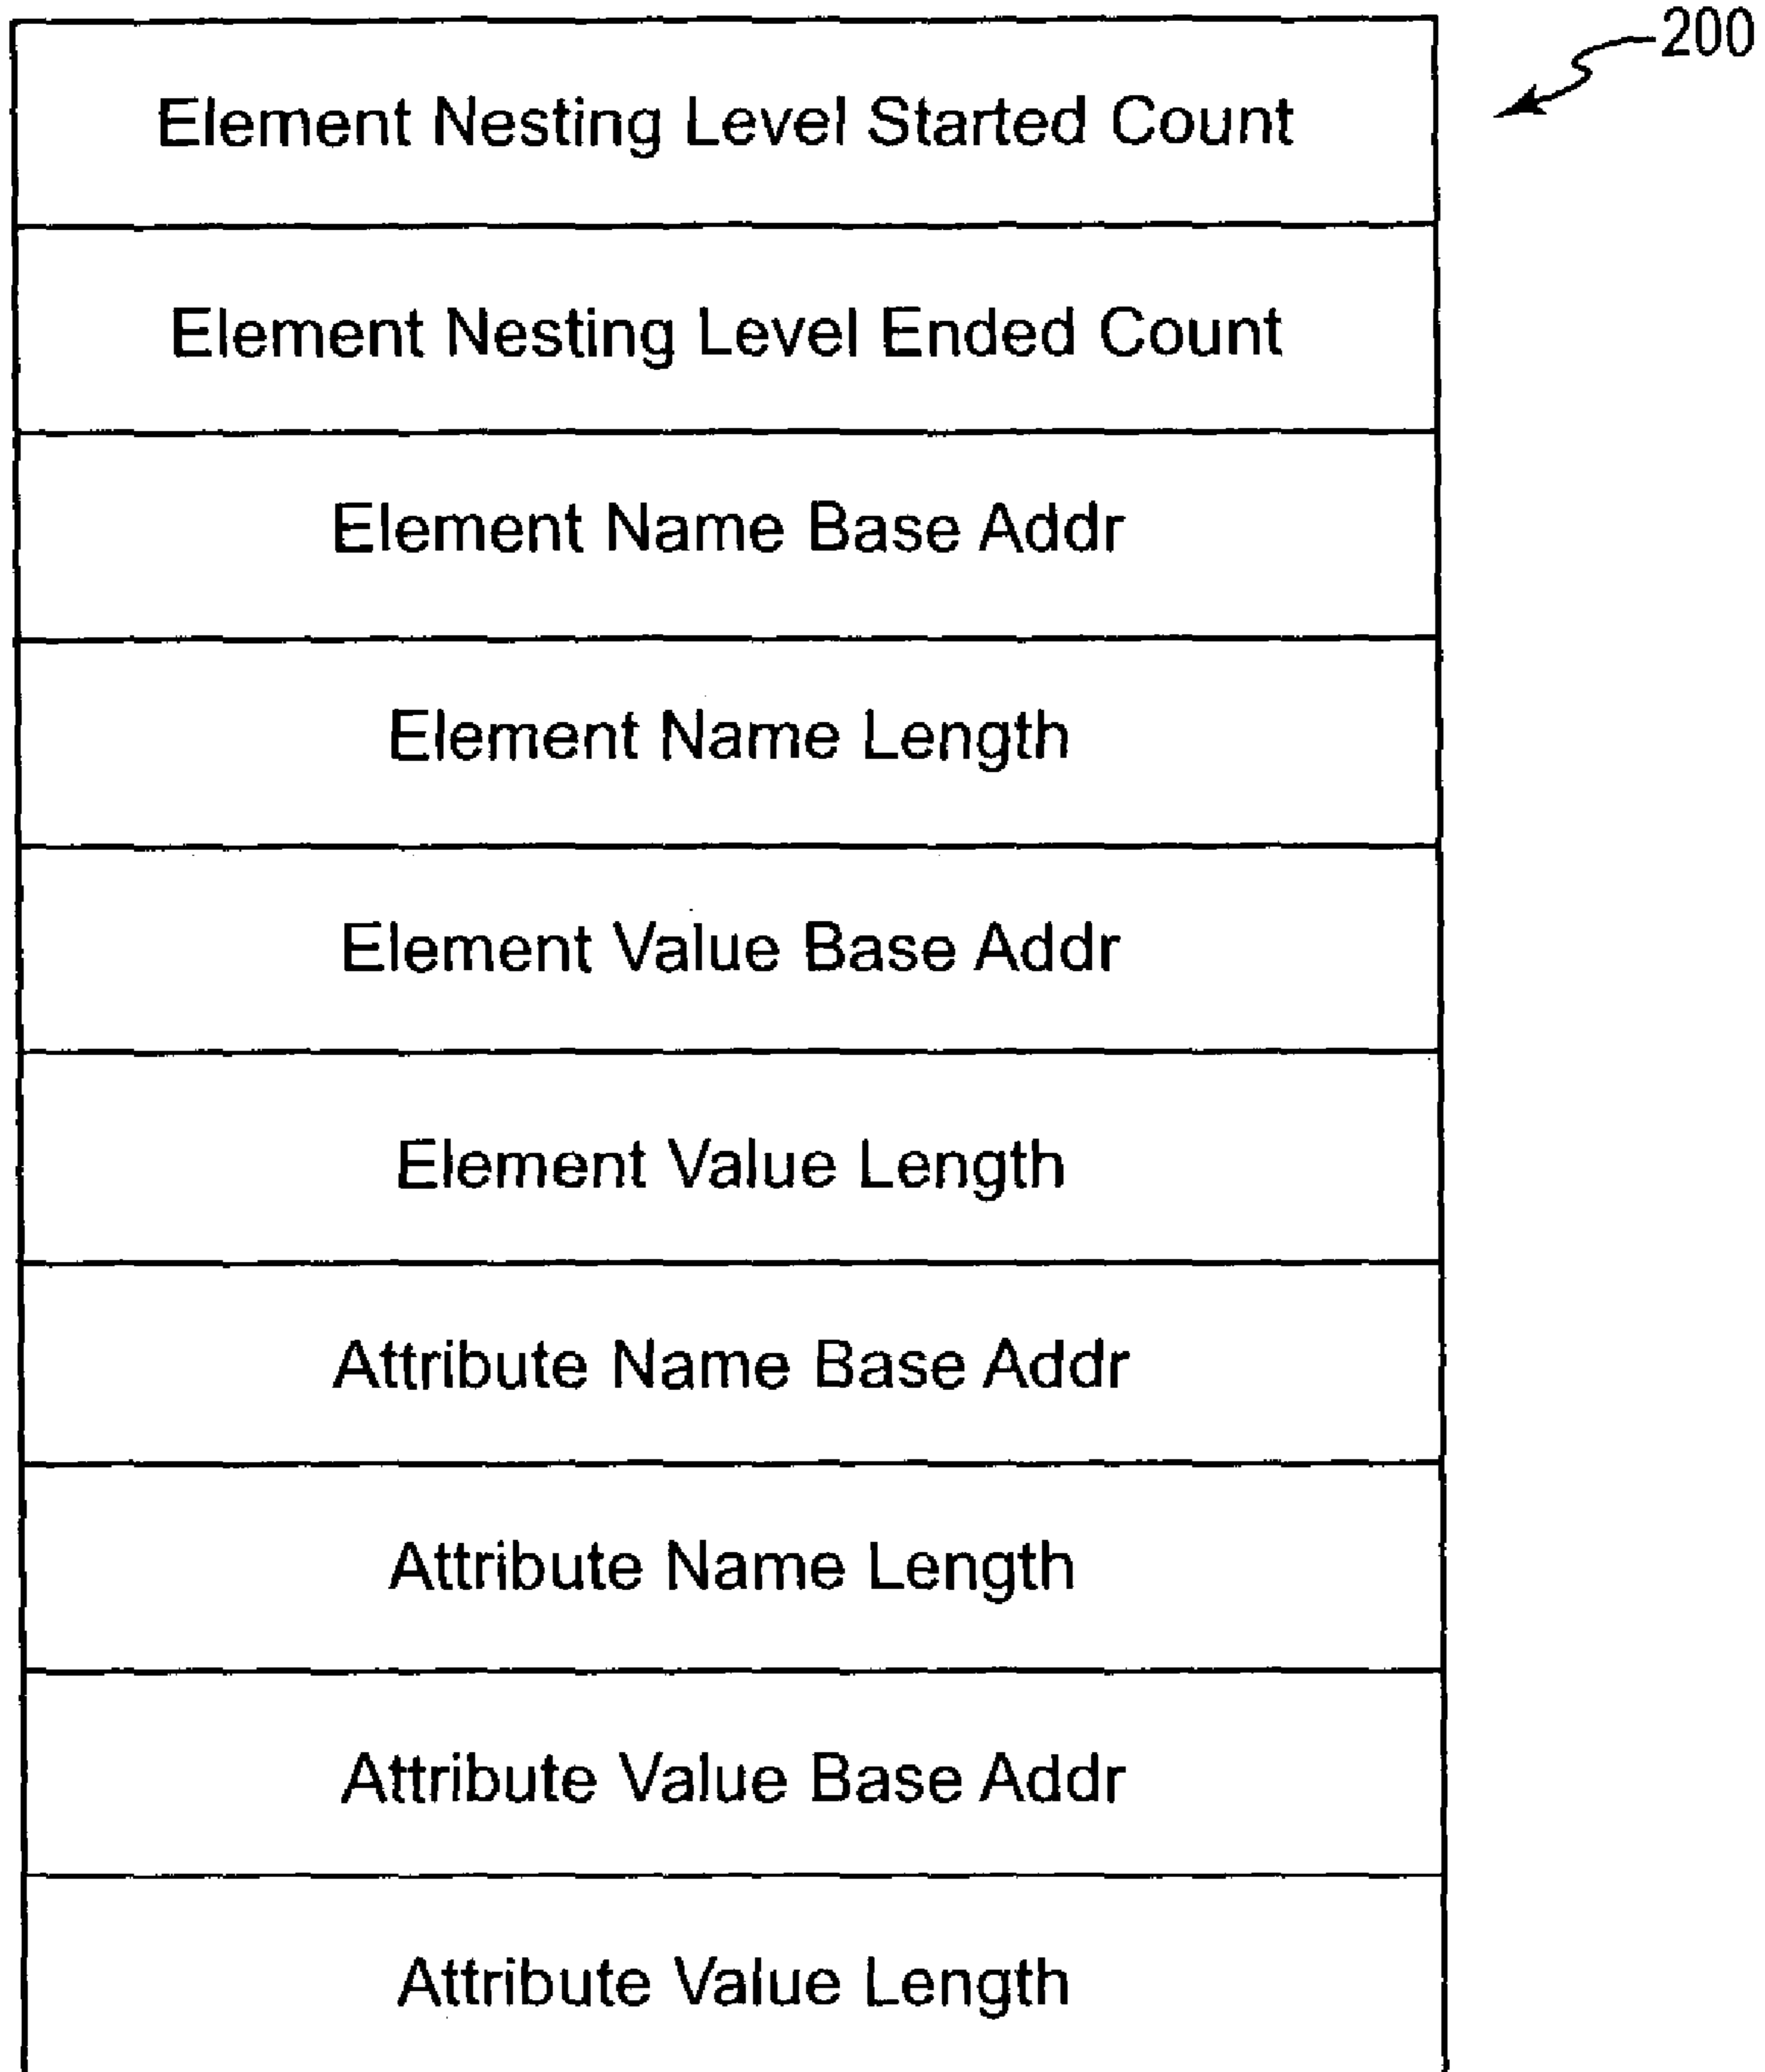 200
Element Nesting Level Started Count
Element Nesting Level Ended Count
Element Name Base Addr
Element Name Length
Element Value Base Addr
Element Value Length
Attribute Name Base Addr
Attribute Name Length
Attribute Value Base Addr
Attribute Value Length